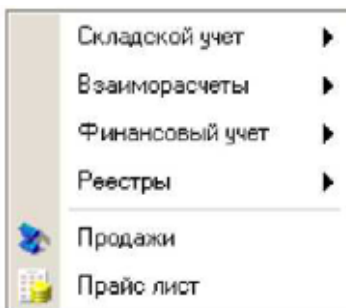 Складской учет
Взаиморасчеты
Финансовый учет
Реестры
Продажи
Прайс лист